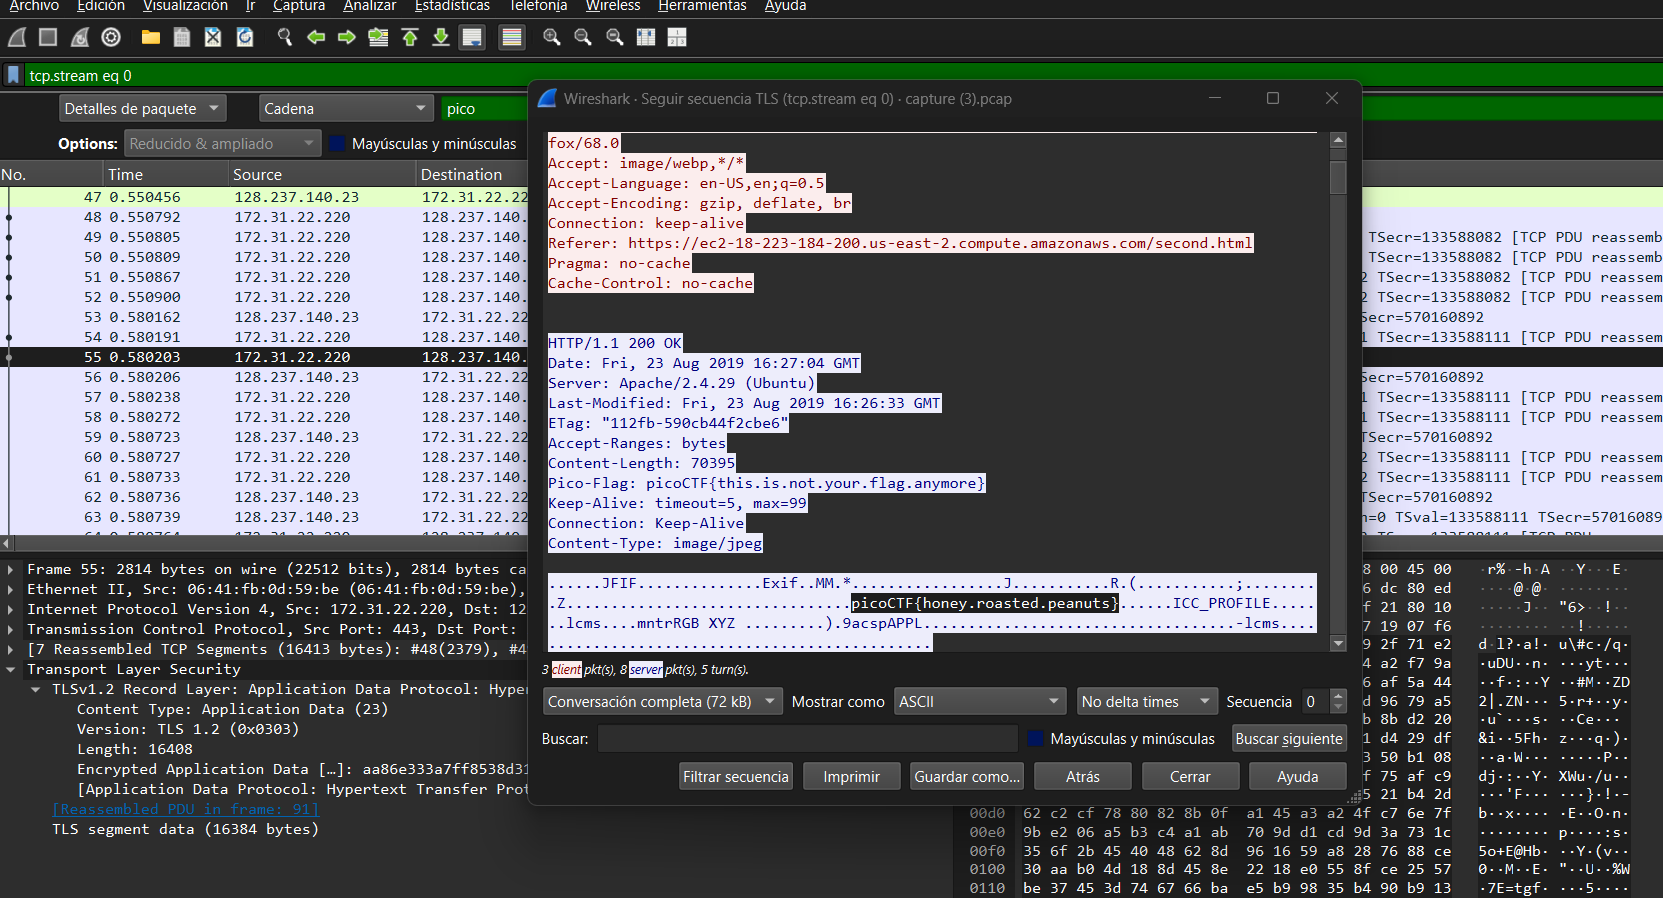 Archivo Edición Visualización Ir Captura Analizar Estadísticas Telefonía Wireless Herramientas Ayuda
tcp.stream eq 0
Detalles de paquete Cadena pico
Options: Reducido & ampliado Mayúsculas y minúsculas
No. Time Source Destination
47 0.550456 128.237.140.23 172.31.22.22
48 0.550792 172.31.22.220 128.237.140.
49 0.550805 172.31.22.220 128.237.140. TSecr=133588082 [TCP PDU reassemb
50 0.550809 172.31.22.220 128.237.140. TSecr=133588082 [TCP PDU reassemb
51 0.550867 172.31.22.220 128.237.140. 2 TSecr=133588082 [TCP PDU reassem
52 0.550900 172.31.22.220 128.237.140. 2 TSecr=133588082 [TCP PDU reassem
53 0.580162 128.237.140.23 172.31.22.22 Secr=570160892
54 0.580191 172.31.22.220 128.237.140. 1 TSecr=133588111 [TCP PDU reassem
55 0.580203 172.31.22.220 128.237.140.
56 0.580206 128.237.140.23 172.31.22.22 Secr=570160892
57 0.580238 172.31.22.220 128.237.140. 1 TSecr=133588111 [TCP PDU reassem
58 0.580272 172.31.22.220 128.237.140. 1 TSecr=133588111 [TCP PDU reassem
59 0.580723 128.237.140.23 172.31.22.22 TSecr=570160892
60 0.580727 172.31.22.220 128.237.140. 2 TSecr=133588111 [TCP PDU reassem
61 0.580733 172.31.22.220 128.237.140. 2 TSecr=133588111 [TCP PDU reassem
62 0.580736 128.237.140.23 172.31.22.22 TSecr=570160892
63 0.580739 128.237.140.23 172.31.22.22 n=0 TSval=133588111 TSecr=57016089
Frame 55: 2814 bytes on wire (22512 bits), 2814 bytes ca
Ethernet II, Src: 06:41:fb:0d:59:be (06:41:fb:0d:59:be),
Internet Protocol Version 4, Src: 172.31.22.220, Dst: 12
Transmission Control Protocol, Src Port: 443, Dst Port:
[7 Reassembled TCP Segments (16413 bytes): #48(2379), #4
Transport Layer Security
TLSv1.2 Record Layer: Application Data Protocol: Hyper
Content Type: Application Data (23)
Version: TLS 1.2 (0x0303)
Length: 16408
Encrypted Application Data […]: aa86e333a7ff8538d31
[Application Data Protocol: Hypertext Transfer Prot
[Reassembled PDU in frame: 91]
TLS segment data (16384 bytes)
Wireshark · Seguir secuencia TLS (tcp.stream eq 0) · capture (3).pcap
fox/68.0
Accept: image/webp,*/*
Accept-Language: en-US,en;q=0.5
Accept-Encoding: gzip, deflate, br
Connection: keep-alive
Referer: https://ec2-18-223-184-200.us-east-2.compute.amazonaws.com/second.html
Pragma: no-cache
Cache-Control: no-cache
HTTP/1.1 200 OK
Date: Fri, 23 Aug 2019 16:27:04 GMT
Server: Apache/2.4.29 (Ubuntu)
Last-Modified: Fri, 23 Aug 2019 16:26:33 GMT
ETag: "112fb-590cb44f2cbe6"
Accept-Ranges: bytes
Content-Length: 70395
Pico-Flag: picoCTF{this.is.not.your.flag.anymore}
Keep-Alive: timeout=5, max=99
Connection: Keep-Alive
Content-Type: image/jpeg
......JFIF..............Exif..MM.*.................J...........R.(...........;........
.Z................................picoCTF{honey.roasted.peanuts}......ICC_PROFILE.....
..lcms....mntrRGB XYZ .........).9acspAPPL...................................-lcms....
...........................................
3 client pkt(s), 8 server pkt(s), 5 turn(s).
Conversación completa (72 kB) Mostrar como ASCII No delta times Secuencia 0
Buscar: Mayúsculas y minúsculas Buscar siguiente
Filtrar secuencia Imprimir Guardar como… Atrás Cerrar Ayuda
8 00 45 00
6 dc 80 ed
f 21 80 10
7 19 07 f6
9 2f 71 e2
4 a2 f7 9a
6 af 5a 44
d 96 79 a5
b 8b d2 20
1 d4 29 df
3 50 b1 08
f 75 af c9
5 21 b4 2d
00d0 62 c2 cf 78 80 82 8b 0f a1 45 a3 a2 4f c7 6e 7f
00e0 9b e2 06 a5 b3 c4 a1 ab 70 9d d1 cd 9d 3a 73 1c
00f0 35 6f 2b 45 40 48 62 8d 96 16 59 a8 28 76 88 ce
0100 30 aa b0 4d 18 8d 45 8e 22 18 e0 55 8f ce 25 57
0110 be 37 45 3d 74 67 66 ba e5 b9 98 35 b4 90 b9 13